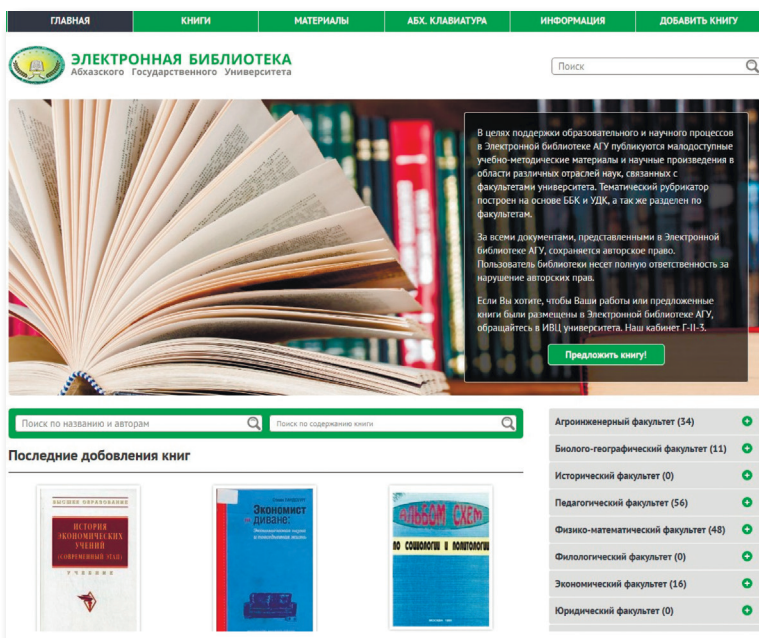 ГЛАВНАЯ КНИГИ МАТЕРИАЛЫ АБХ. КЛАВИАТУРА ИНФОРМАЦИЯ ДОБАВИТЬ КНИГУ
ЭЛЕКТРОННАЯ БИБЛИОТЕКА
Абхазского Государственного Университета
Поиск
В целях поддержки образовательного и научного процессов
в Электронной библиотеке АГУ публикуются малодоступные
учебно-методические материалы и научные произведения в
области различных отраслей наук, связанных с
факультетами университета. Тематический рубрикатор
построен на основе ББК и УДК, а так же разделен по
факультетам.
За всеми документами, представленными в Электронной
библиотеке АГУ, сохраняется авторское право.
Пользователь библиотеки несет полную ответственность за
нарушение авторских прав.
Если Вы хотите, чтобы Ваши работы или предложенные
книги были размещены в Электронной библиотеке АГУ,
обращайтесь в ИВЦ университета. Наш кабинет Г-II-3.
Предложить книгу!
Поиск по названию и авторам
Поиск по содержанию книги
Последние добовления книг
ВЫСШЕЕ ОБРАЗОВАНИЕ
ИСТОРИЯ
ЭКОНОМИЧЕСКИХ
УЧЕНИЙ
(СОВРЕМЕННЫЙ ЭТАП)
УЧЕБНИК
Экономист
на диване:
Экономическая наука
и повседневная жизнь
АЛЬБОМ СХЕМ
ПО СОЦИОЛОГИИ И ПОЛИТОЛОГИИ
Агроинженерный факультет (34)
Биолого-географический факультет (11)
Исторический факультет (0)
Педагогический факультет (56)
Физико-математический факультет (48)
Филологический факультет (0)
Экономический факультет (16)
Юридический факультет (0)